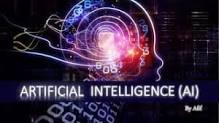 ARTIFICIAL INTELLIGENCE (AI)
By Alif